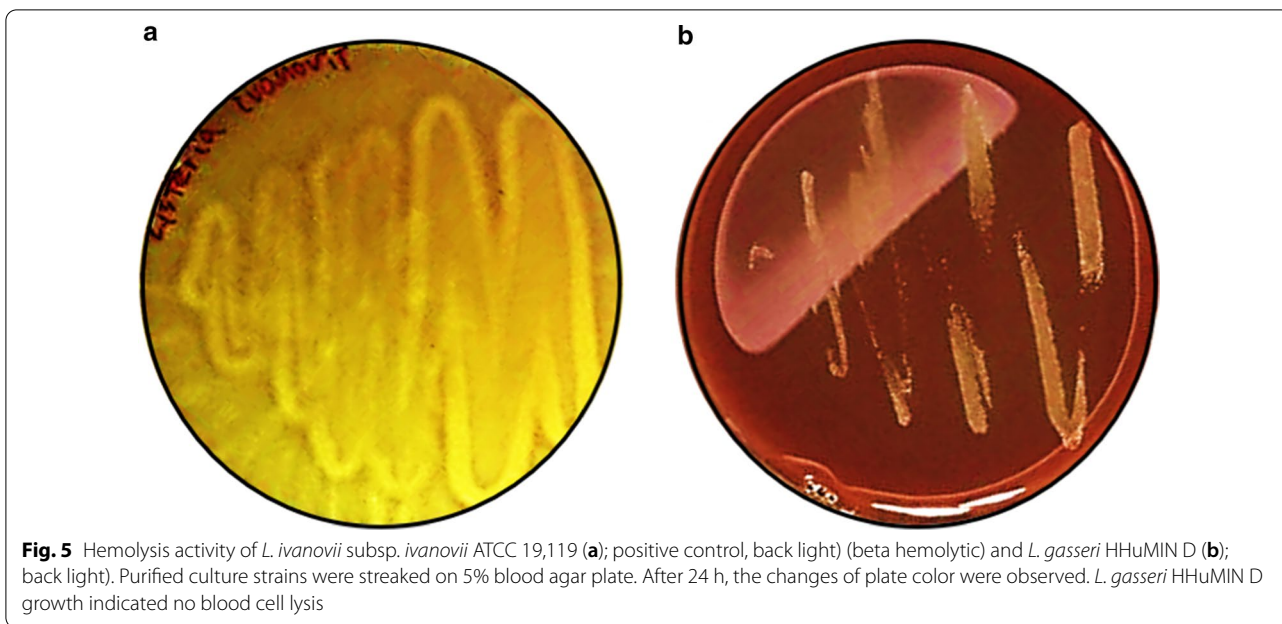 a
b
Listeria ivanovii
Fig. 5 Hemolysis activity of L. ivanovii subsp. ivanovii ATCC 19,119 (a); positive control, back light) (beta hemolytic) and L. gasseri HHuMIN D (b);
back light). Purified culture strains were streaked on 5% blood agar plate. After 24 h, the changes of plate color were observed. L. gasseri HHuMIN D
growth indicated no blood cell lysis